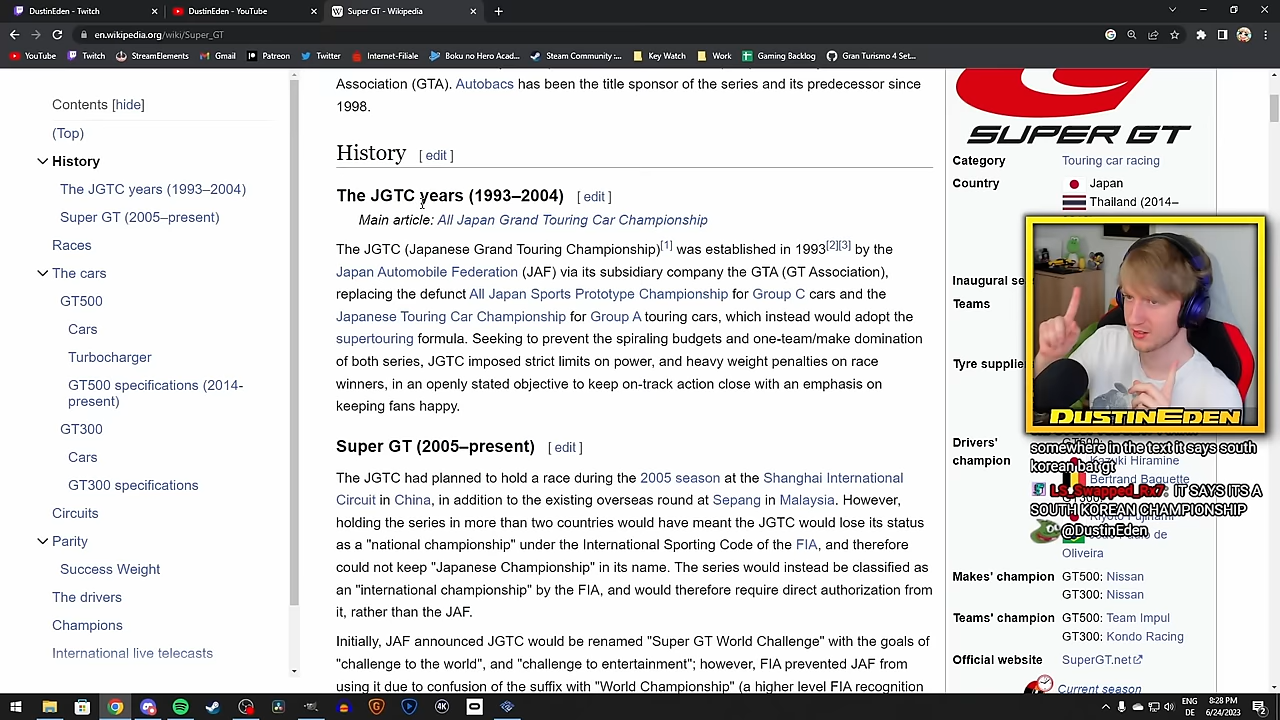 DustinEden - Twitch
DustinEden - YouTube
Super GT - Wikipedia
en.wikipedia.org/wiki/Super_GT
YouTube
Twitch
StreamElements
Gmail
Patreon
Twitter
Internet-Filiale
Boku no Hero Acad...
Steam Community :...
Key Watch
Work
Gaming Backlog
Gran Turismo 4 Set...
Contents [hide]
(Top)
History
The JGTC years (1993–2004)
Super GT (2005–present)
Races
The cars
GT500
Cars
Turbocharger
GT500 specifications (2014-
present)
GT300
Cars
GT300 specifications
Circuits
Parity
Success Weight
The drivers
Champions
International live telecasts
Association (GTA). Autobacs has been the title sponsor of the series and its predecessor since
1998.
History [ edit ]
The JGTC years (1993–2004) [ edit ]
Main article: All Japan Grand Touring Car Championship
The JGTC (Japanese Grand Touring Championship)[1] was established in 1993[2][3] by the
Japan Automobile Federation (JAF) via its subsidiary company the GTA (GT Association),
replacing the defunct All Japan Sports Prototype Championship for Group C cars and the
Japanese Touring Car Championship for Group A touring cars, which instead would adopt the
supertouring formula. Seeking to prevent the spiraling budgets and one-team/make domination
of both series, JGTC imposed strict limits on power, and heavy weight penalties on race
winners, in an openly stated objective to keep on-track action close with an emphasis on
keeping fans happy.
Super GT (2005–present) [ edit ]
The JGTC had planned to hold a race during the 2005 season at the Shanghai International
Circuit in China, in addition to the existing overseas round at Sepang in Malaysia. However,
holding the series in more than two countries would have meant the JGTC would lose its status
as a "national championship" under the International Sporting Code of the FIA, and therefore
could not keep "Japanese Championship" in its name. The series would instead be classified as
an "international championship" by the FIA, and would therefore require direct authorization from
it, rather than the JAF.
Initially, JAF announced JGTC would be renamed "Super GT World Challenge" with the goals of
"challenge to the world", and "challenge to entertainment"; however, FIA prevented JAF from
using it due to confusion of the suffix with "World Championship" (a higher level FIA recognition
SUPER GT
Category Touring car racing
Country Japan
Thailand (2014–
Inaugural se
Teams
Tyre supplie
DUSTINEDEN
Drivers'
champion
GT500:
Kazuki Hiramine
Bertrand Baguette
somewhere in the text it says south
korean bat gt
LS_Swapped_Rx7: IT SAYS ITS A
SOUTH KOREAN CHAMPIONSHIP
@DustinEden
Oliveira
Makes' champion GT500: Nissan
GT300: Nissan
Teams' champion GT500: Team Impul
GT300: Kondo Racing
Official website SuperGT.net
Current season
ENG
DE
8:28 PM
6/24/2023